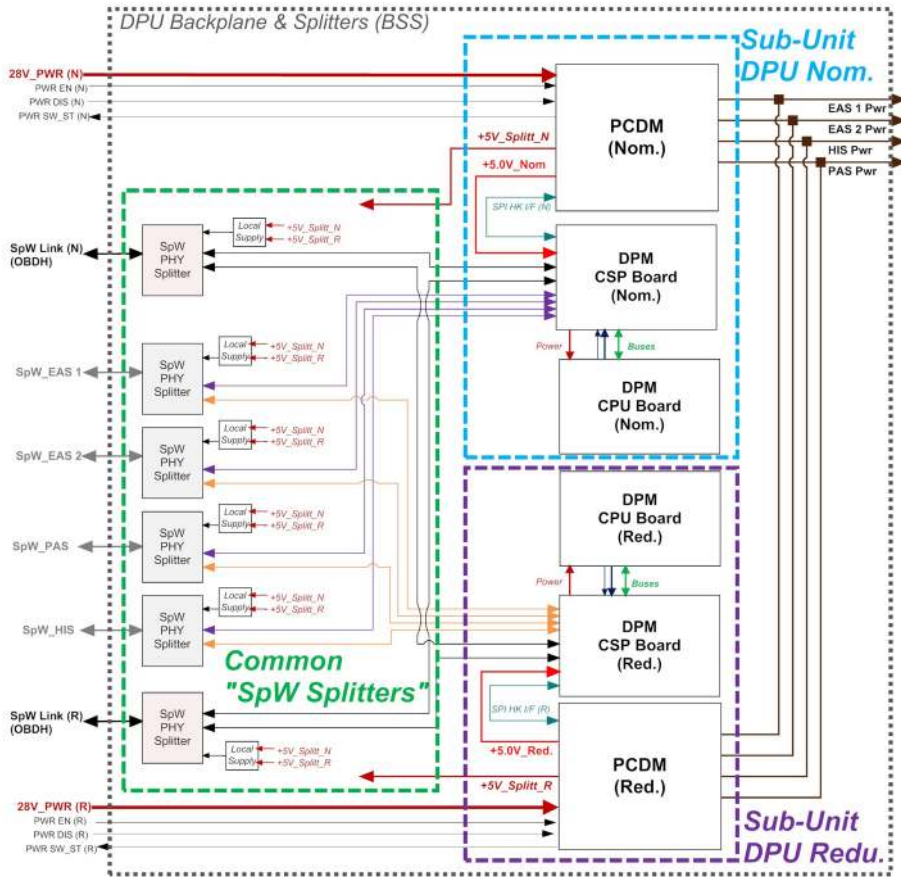 DPU Backplane & Splitters (BSS)
Sub-Unit
DPU Nom.
28V_PWR (N)
PWR EN (N)
PWR DIS (N)
PWR SW_ST (N)
PCDM
(Nom.)
EAS 1 Pwr
EAS 2 Pwr
HIS Pwr
PAS Pwr
+5V_Splitt_N
+5.0V_Nom
SPI HK I/F (N)
SpW Link (N)
(OBDH)
SpW
PHY
Splitter
Local
Supply
+5V_Splitt_N
+5V_Splitt_R
DPM
CSP Board
(Nom.)
Power
Buses
DPM
CPU Board
(Nom.)
SpW_EAS 1
SpW
PHY
Splitter
Local
Supply
+5V_Splitt_N
+5V_Splitt_R
SpW_EAS 2
SpW
PHY
Splitter
Local
Supply
+5V_Splitt_N
+5V_Splitt_R
SpW_PAS
SpW
PHY
Splitter
Local
Supply
+5V_Splitt_N
+5V_Splitt_R
DPM
CPU Board
(Red.)
Power
Buses
SpW_HIS
SpW
PHY
Splitter
Local
Supply
+5V_Splitt_N
+5V_Splitt_R
DPM
CSP Board
(Red.)
Common
"SpW Splitters"
SpW Link (R)
(OBDH)
SpW
PHY
Splitter
Local
Supply
+5V_Splitt_N
+5V_Splitt_R
SPI HK I/F (R)
+5.0V_Red.
+5V_Splitt_R
PCDM
(Red.)
28V_PWR (R)
PWR EN (R)
PWR DIS (R)
PWR SW_ST (R)
Sub-Unit
DPU Redu.